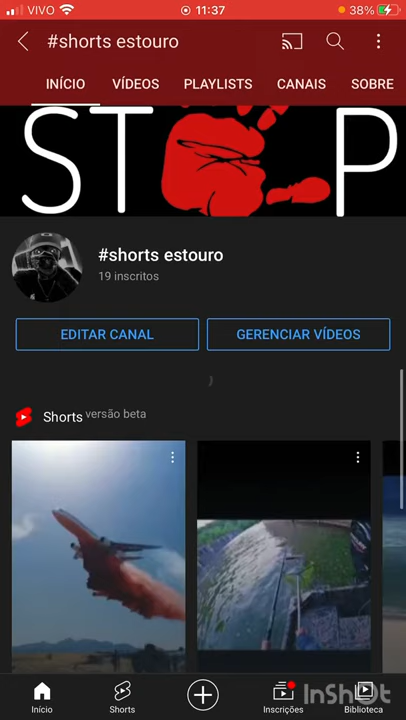 VIVO 11:37 38%
#shorts estouro
INÍCIO VÍDEOS PLAYLISTS CANAIS SOBRE
ST P
#shorts estouro
19 inscritos
EDITAR CANAL GERENCIAR VÍDEOS
Shorts versão beta
Início Shorts Inscrições Biblioteca
InShOt